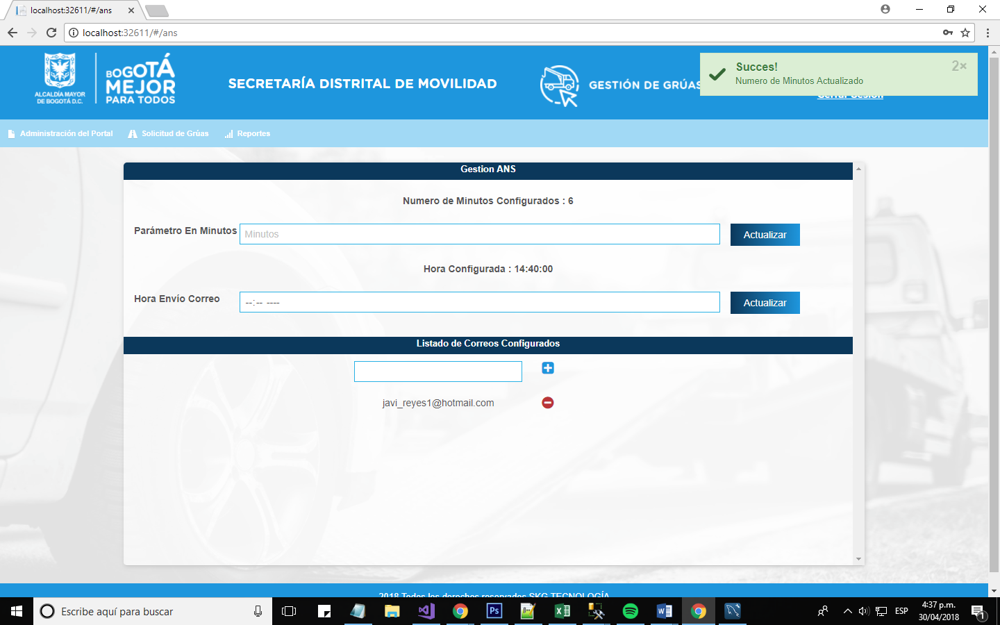 localhost:32611/#/ans
localhost:32611/#/ans
ALCALDÍA MAYOR
DE BOGOTÁ D.C.
BOGOTÁ
MEJOR
PARA TODOS
SECRETARÍA DISTRITAL DE MOVILIDAD
GESTIÓN DE GRÚAS
Succes!
2×
Numero de Minutos Actualizado
Cerrar Sesión
Administración del Portal
Solicitud de Grúas
Reportes
Gestion ANS
Numero de Minutos Configurados : 6
Parámetro En Minutos
Minutos
Actualizar
Hora Configurada : 14:40:00
Hora Envío Correo
--:-- ----
Actualizar
Listado de Correos Configurados
javi_reyes1@hotmail.com
2018 Todos los derechos reservados SKG TECNOLOGÍA
Escribe aquí para buscar
Ps
ESP
4:37 p.m.
30/04/2018
1